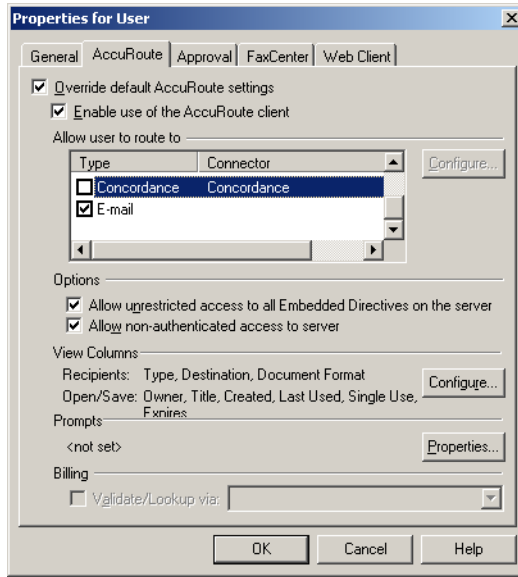 Properties for User
General AccuRoute Approval FaxCenter Web Client
Override default AccuRoute settings
Enable use of the AccuRoute client
Allow user to route to
Type Connector
Configure...
Concordance Concordance
E-mail
Options
Allow unrestricted access to all Embedded Directives on the server
Allow non-authenticated access to server
View Columns
Recipients: Type, Destination, Document Format
Configure...
Open/Save: Owner, Title, Created, Last Used, Single Use,
Expires
Prompts
<not set>
Properties...
Billing
Validate/Lookup via:
OK Cancel Help